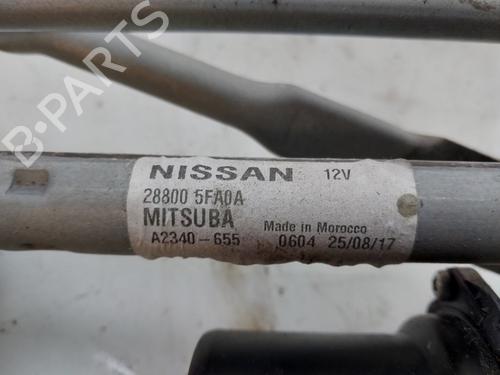 NISSAN 12V
28800 5FA0A
MITSUBA Made in Morocco
A2340-655 0604 25/08/17
B-PARTS